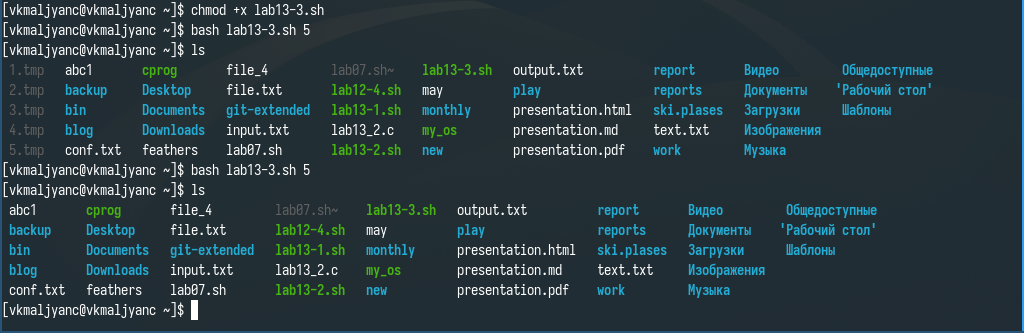 [vkmaljyanc@vkmaljyanc ~]$ chmod +x lab13-3.sh
[vkmaljyanc@vkmaljyanc ~]$ bash lab13-3.sh 5
[vkmaljyanc@vkmaljyanc ~]$ ls
1.tmp abc1 cprog file_4 lab07.sh~ lab13-3.sh output.txt report Видео Общедоступные
2.tmp backup Desktop file.txt lab12-4.sh may play reports Документы 'Рабочий стол'
3.tmp bin Documents git-extended lab13-1.sh monthly presentation.html ski.plases Загрузки Шаблоны
4.tmp blog Downloads input.txt lab13_2.c my_os presentation.md text.txt Изображения
5.tmp conf.txt feathers lab07.sh lab13-2.sh new presentation.pdf work Музыка
[vkmaljyanc@vkmaljyanc ~]$ bash lab13-3.sh 5
[vkmaljyanc@vkmaljyanc ~]$ ls
abc1 cprog file_4 lab07.sh~ lab13-3.sh output.txt report Видео Общедоступные
backup Desktop file.txt lab12-4.sh may play reports Документы 'Рабочий стол'
bin Documents git-extended lab13-1.sh monthly presentation.html ski.plases Загрузки Шаблоны
blog Downloads input.txt lab13_2.c my_os presentation.md text.txt Изображения
conf.txt feathers lab07.sh lab13-2.sh new presentation.pdf work Музыка
[vkmaljyanc@vkmaljyanc ~]$